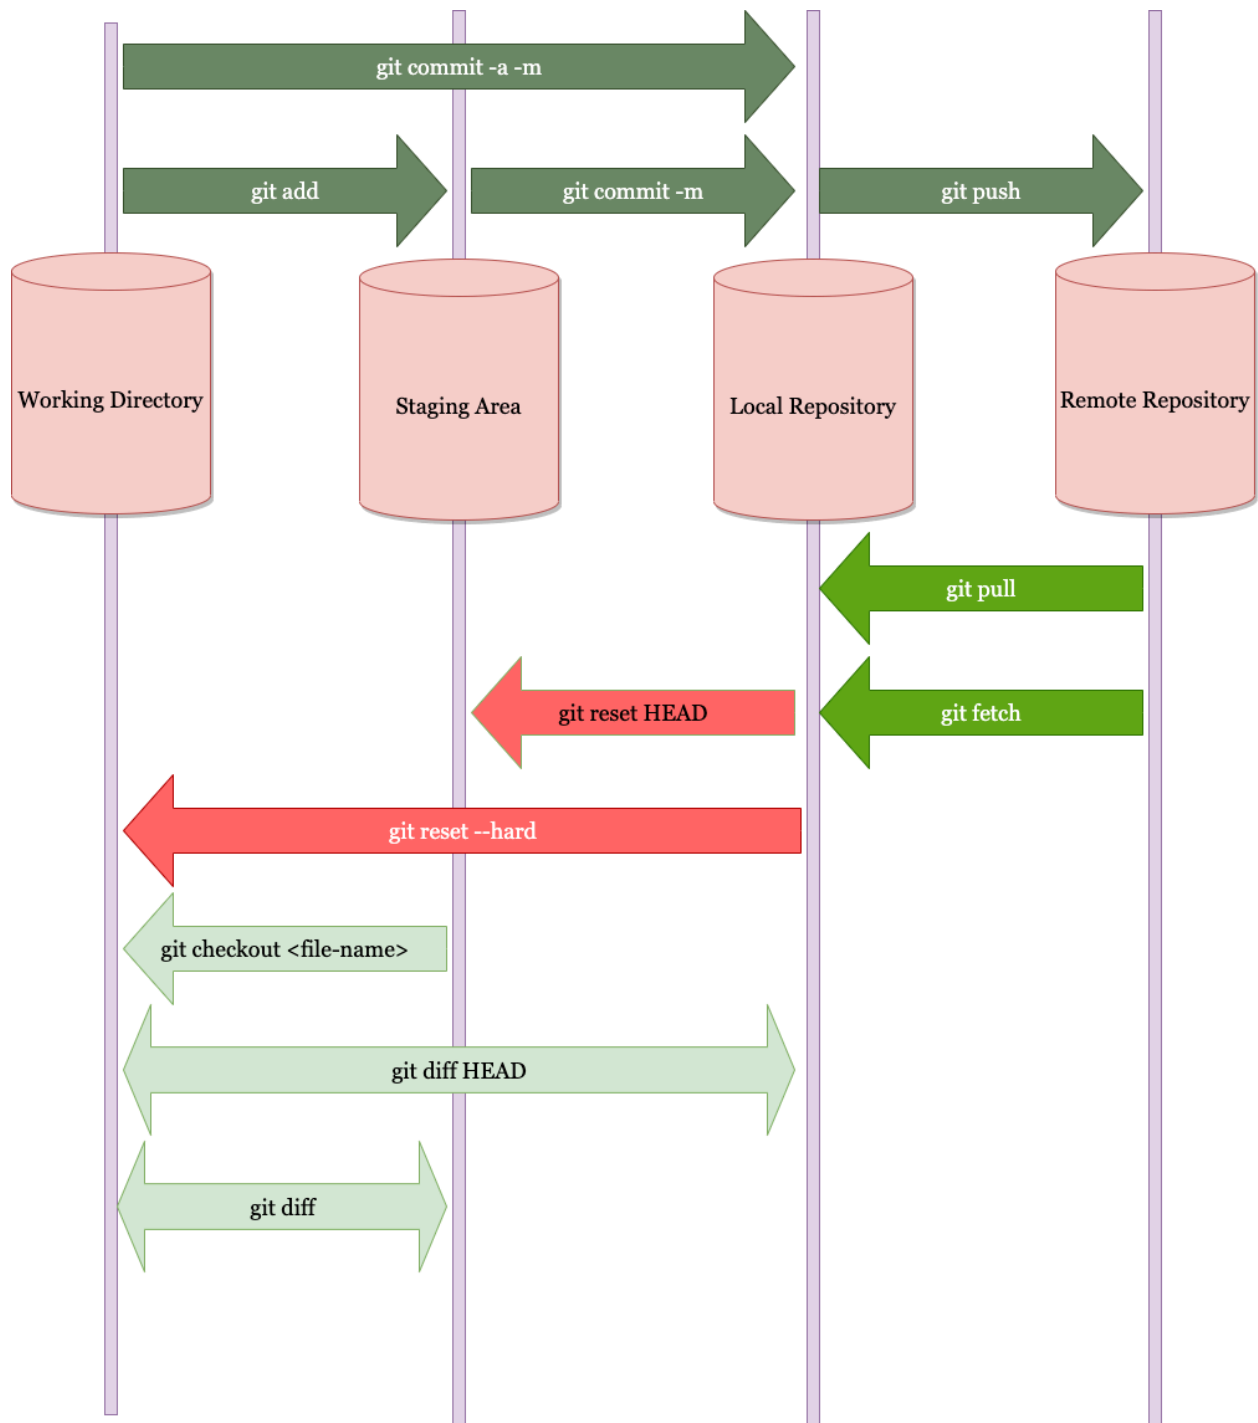 git commit -a -m
git add
git commit -m
git push
Working Directory
Staging Area
Local Repository
Remote Repository
git pull
git reset HEAD
git fetch
git reset --hard
git checkout <file-name>
git diff HEAD
git diff